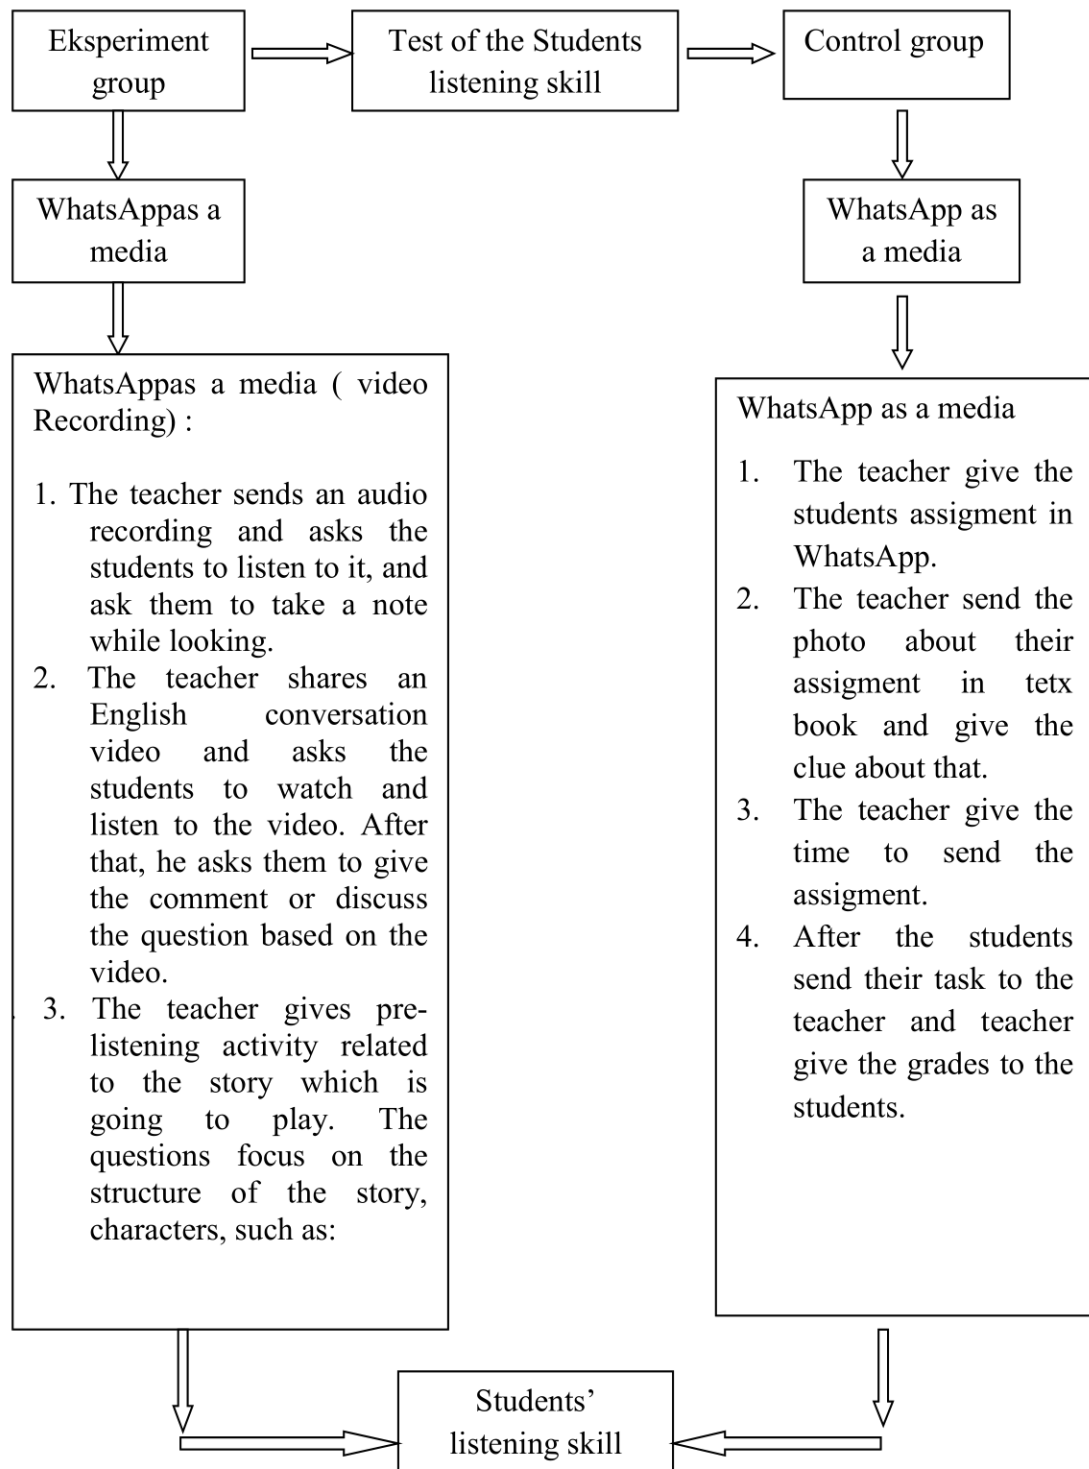 Eksperiment
group
Test of the Students
listening skill
Control group
WhatsAppas a
media
WhatsApp as
a media
WhatsAppas a media ( video
Recording) :
1. The teacher sends an audio
recording and asks the
students to listen to it, and
ask them to take a note
while looking.
2. The teacher shares an
English conversation
video and asks the
students to watch and
listen to the video. After
that, he asks them to give
the comment or discuss
the question based on the
video.
. 3. The teacher gives pre-
listening activity related
to the story which is
going to play. The
questions focus on the
structure of the story,
characters, such as:
WhatsApp as a media
1. The teacher give the
students assigment in
WhatsApp.
2. The teacher send the
photo about their
assigment in tetx
book and give the
clue about that.
3. The teacher give the
time to send the
assigment.
4. After the students
send their task to the
teacher and teacher
give the grades to the
students.
Students’
listening skill